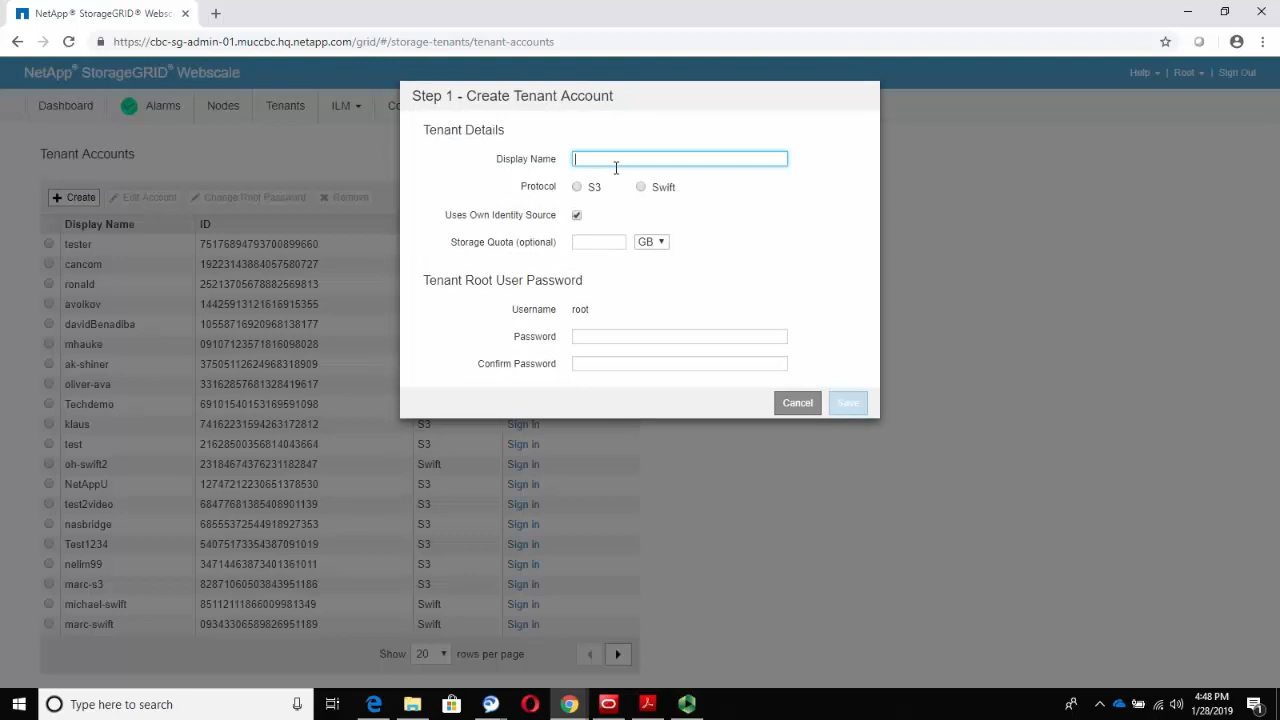 NetApp® StorageGRID® Websc
https://cbc-sg-admin-01.muccbc.hq.netapp.com/grid/#/storage-tenants/tenant-accounts
NetApp® StorageGRID® Webscale
Help Root Sign Out
Dashboard Alarms Nodes Tenants ILM Co
Tenant Accounts
Create Edit Account Change Root Password Remove
Display Name ID
tester 75176894793700899660
cancom 19223143884057580727
ronald 25213705678882569813
avolkov 14425913121616915355
davidBenadiba 10558716920968138177
mhauke 09107123571816098028
ak-shiner 37505112624968318909
oliver-ava 33162857681328419617
Techdemo 69101540153169591098
klaus 74162231594263172812 S3 Sign in
test 21628500356814043664 S3 Sign in
oh-swift2 23184674376231182847 Swift Sign in
NetAppU 12747212230651378530 S3 Sign in
test2video 68477681385408901139 S3 Sign in
nasbridge 68555372544918927353 S3 Sign in
Test1234 54075173354387091019 S3 Sign in
nelim99 34714463873401361011 S3 Sign in
marc-s3 82871060503843951186 S3 Sign in
michael-swift 85112111866009981349 Swift Sign in
marc-swift 09343306589826951189 Swift Sign in
Show 20 rows per page
Step 1 - Create Tenant Account
Tenant Details
Display Name
Protocol S3 Swift
Uses Own Identity Source
Storage Quota (optional) GB
Tenant Root User Password
Username root
Password
Confirm Password
Cancel Save
Type here to search
4:48 PM
1/28/2019